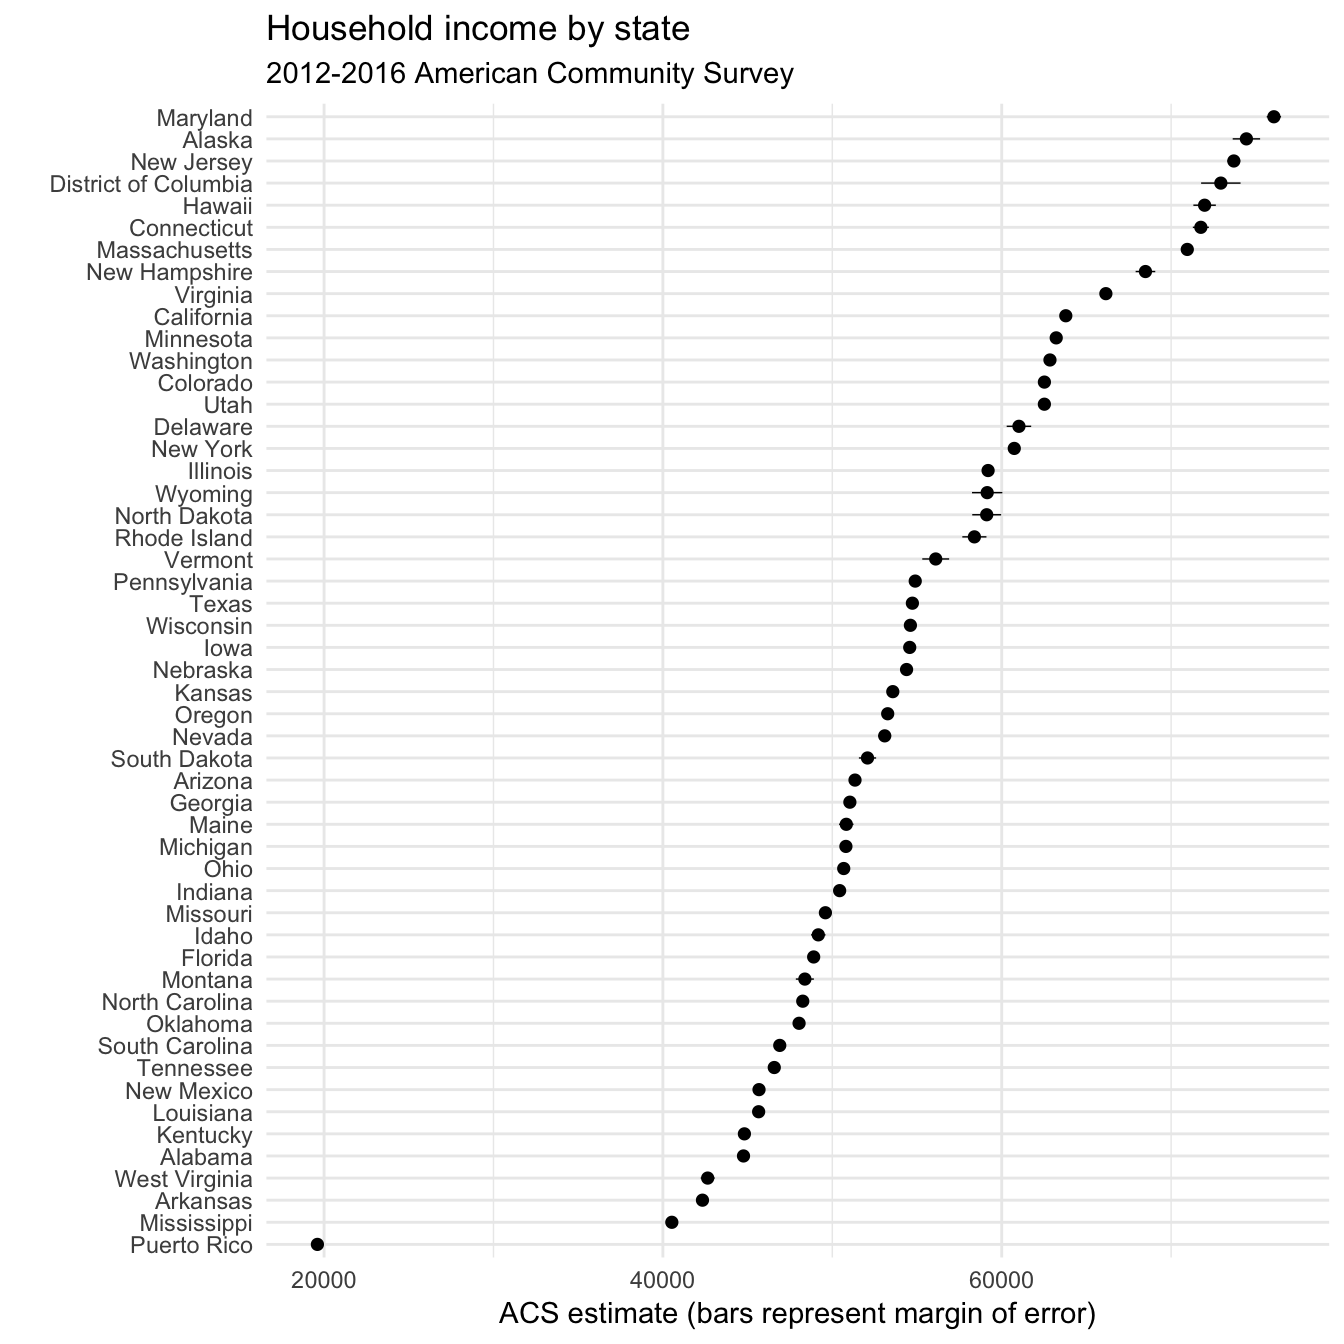 Household income by state
2012-2016 American Community Survey
Maryland
Alaska
New Jersey
District of Columbia
Hawaii
Connecticut
Massachusetts
New Hampshire
Virginia
California
Minnesota
Washington
Colorado
Utah
Delaware
New York
Illinois
Wyoming
North Dakota
Rhode Island
Vermont
Pennsylvania
Texas
Wisconsin
Iowa
Nebraska
Kansas
Oregon
Nevada
South Dakota
Arizona
Georgia
Maine
Michigan
Ohio
Indiana
Missouri
Idaho
Florida
Montana
North Carolina
Oklahoma
South Carolina
Tennessee
New Mexico
Louisiana
Kentucky
Alabama
West Virginia
Arkansas
Mississippi
Puerto Rico
20000 40000 60000
ACS estimate (bars represent margin of error)